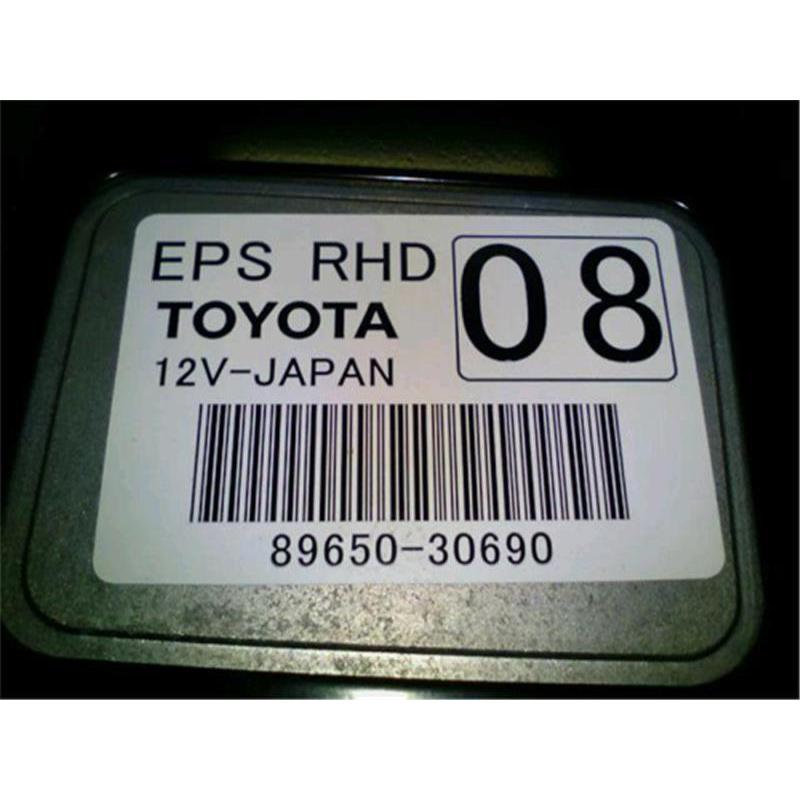 EPS RHD 08
TOYOTA
12V-JAPAN
89650-30690